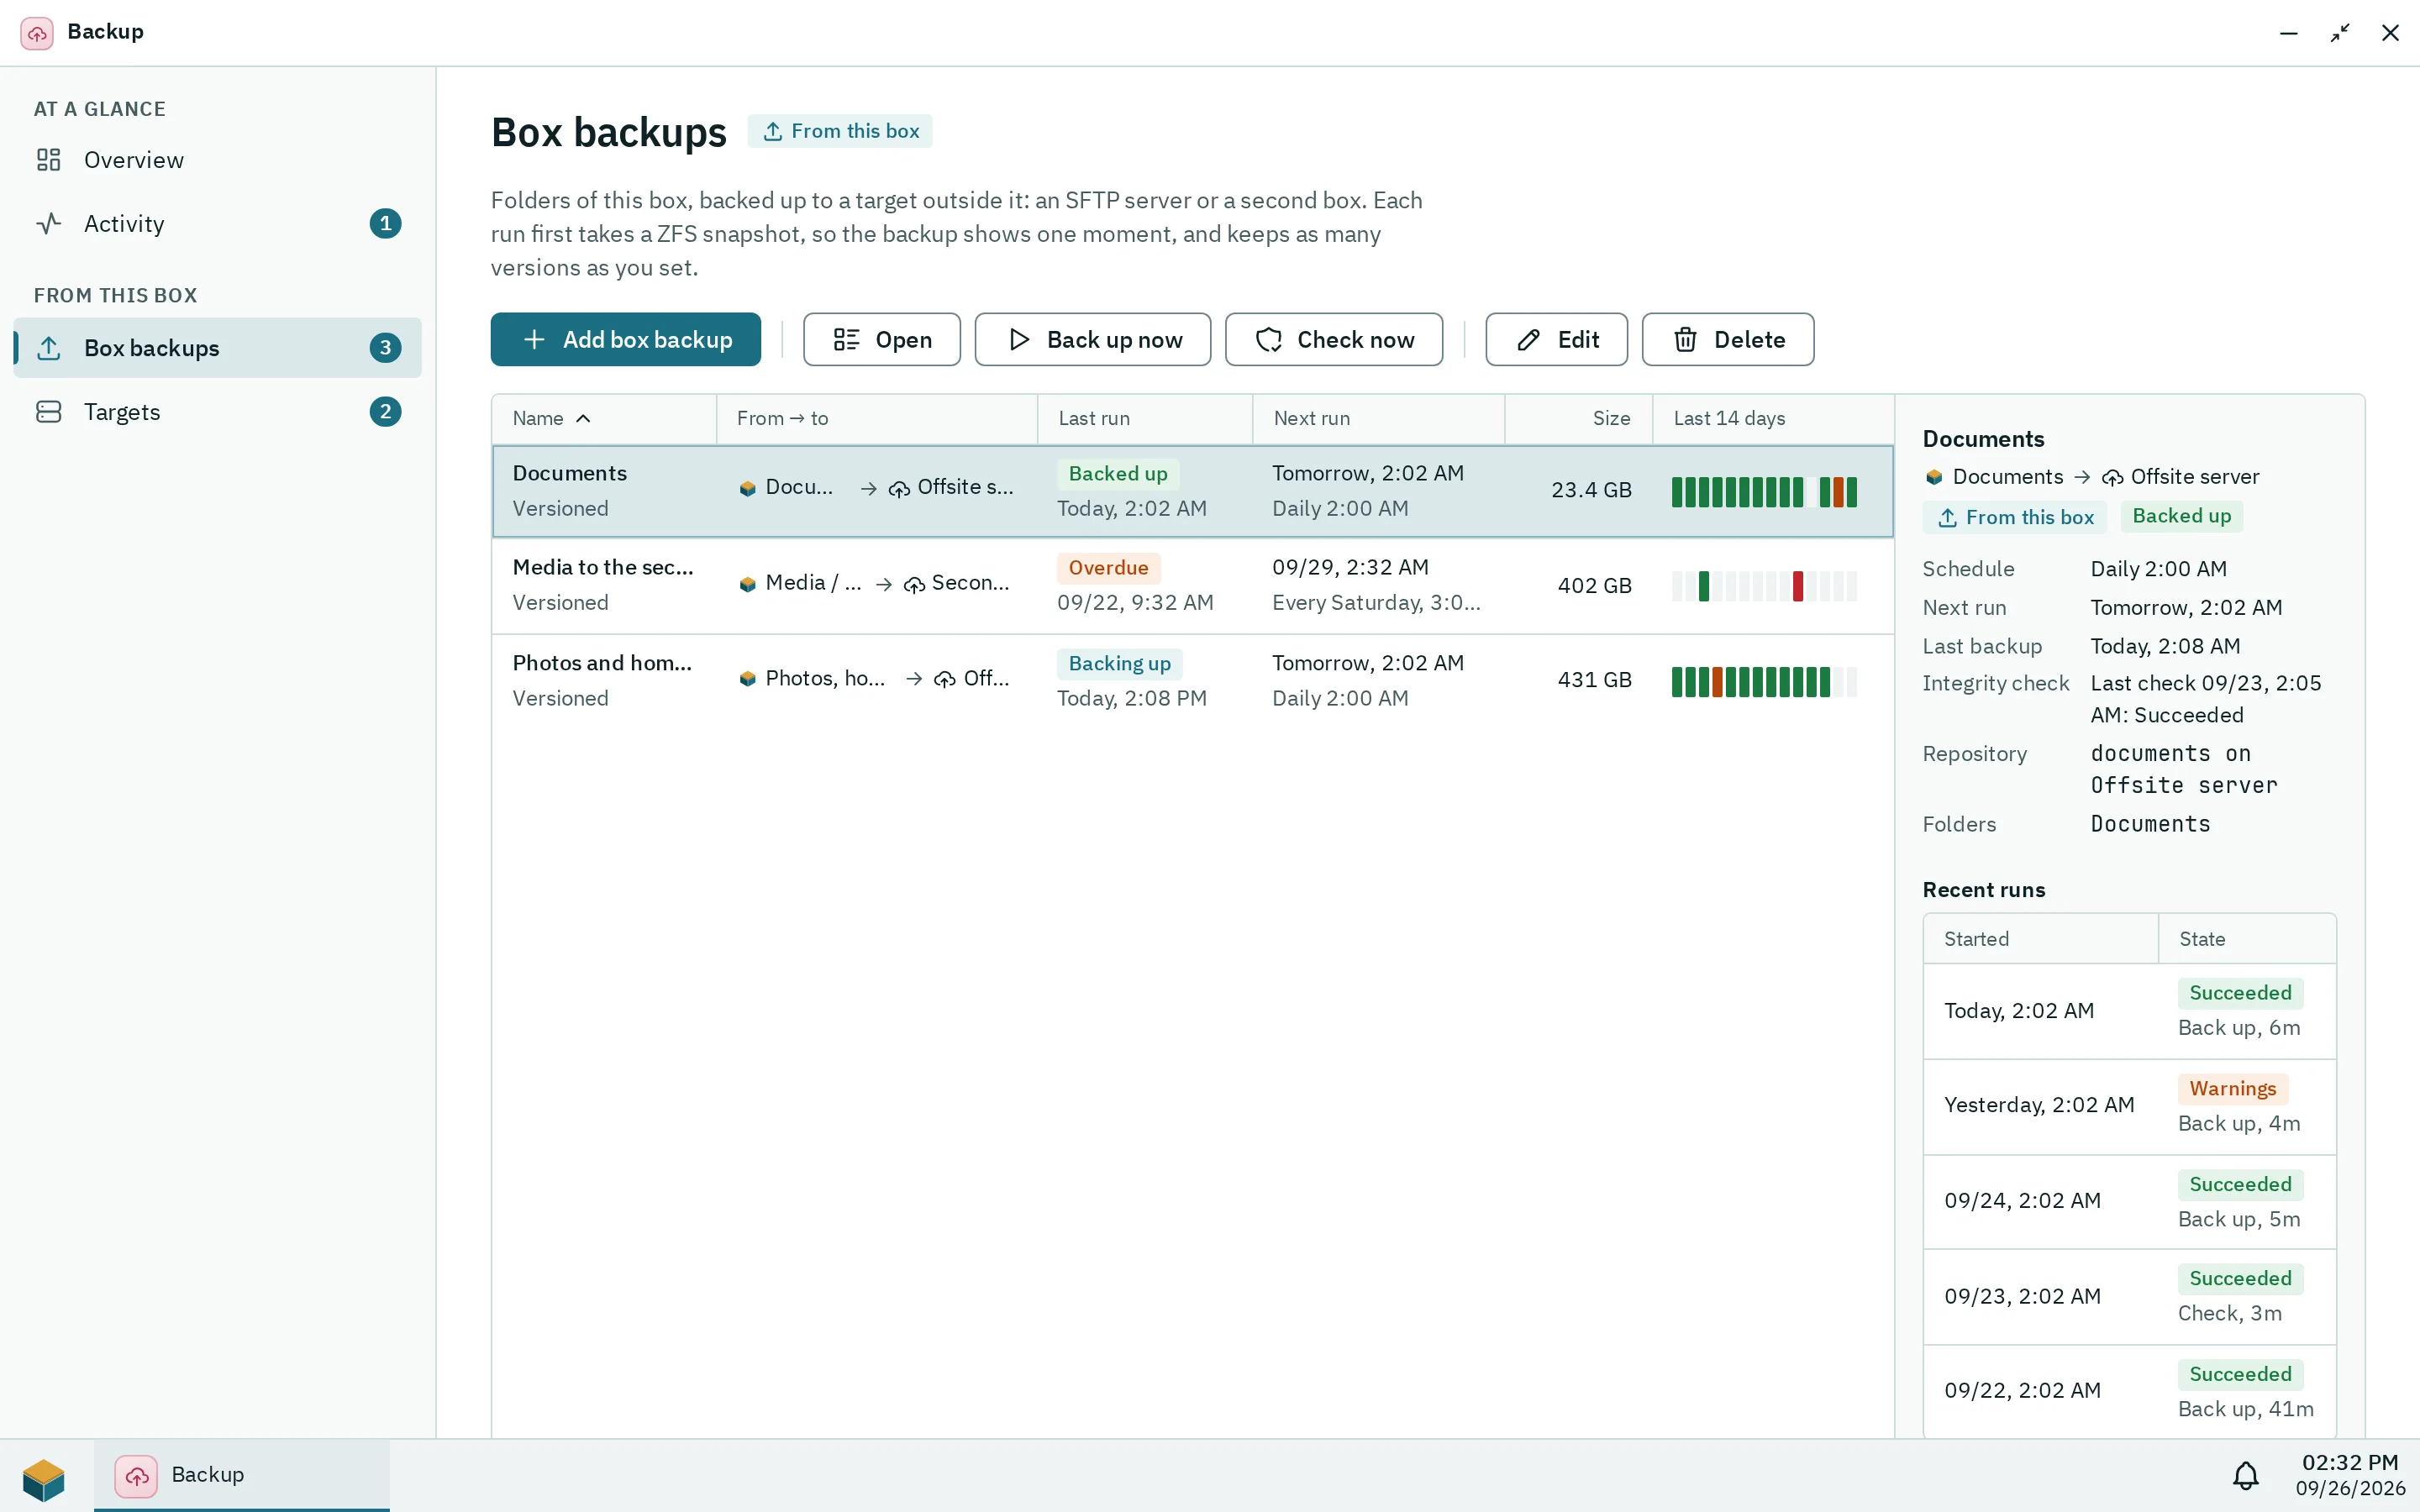 Backup
AT A GLANCE
Overview
Activity 1
FROM THIS BOX
Box backups 3
Targets 2
Box backups From this box
Folders of this box, backed up to a target outside it: an SFTP server or a second box. Each
run first takes a ZFS snapshot, so the backup shows one moment, and keeps as many
versions as you set.
Add box backup Open Back up now Check now Edit Delete
Name From → to Last run Next run Size Last 14 days
Documents
Versioned
Docu... → Offsite s...
Backed up
Today, 2:02 AM
Tomorrow, 2:02 AM
Daily 2:00 AM
23.4 GB
Media to the sec...
Versioned
Media / ... → Secon...
Overdue
09/22, 9:32 AM
09/29, 2:32 AM
Every Saturday, 3:0...
402 GB
Photos and hom...
Versioned
Photos, ho... → Off...
Backing up
Today, 2:08 PM
Tomorrow, 2:02 AM
Daily 2:00 AM
431 GB
Documents
Documents → Offsite server
From this box Backed up
Schedule Daily 2:00 AM
Next run Tomorrow, 2:02 AM
Last backup Today, 2:08 AM
Integrity check Last check 09/23, 2:05
AM: Succeeded
Repository documents on
Offsite server
Folders Documents
Recent runs
Started State
Today, 2:02 AM
Succeeded
Back up, 6m
Yesterday, 2:02 AM
Warnings
Back up, 4m
09/24, 2:02 AM
Succeeded
Back up, 5m
09/23, 2:02 AM
Succeeded
Check, 3m
09/22, 2:02 AM
Succeeded
Back up, 41m
Backup
02:32 PM
09/26/2026